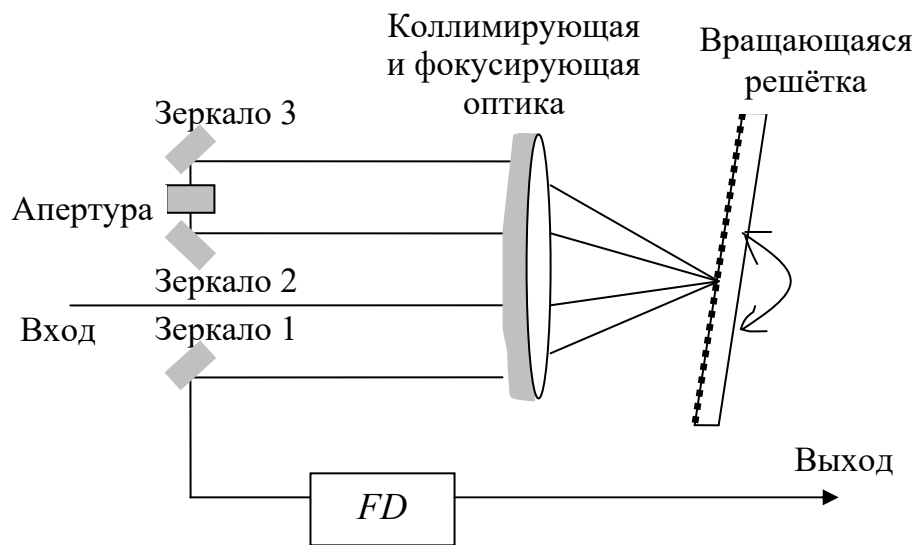 Коллимирующая
и фокусирующая
оптика
Вращающаяся
решётка
Зеркало 3
Апертура
Зеркало 2
Вход
Зеркало 1
Выход
FD